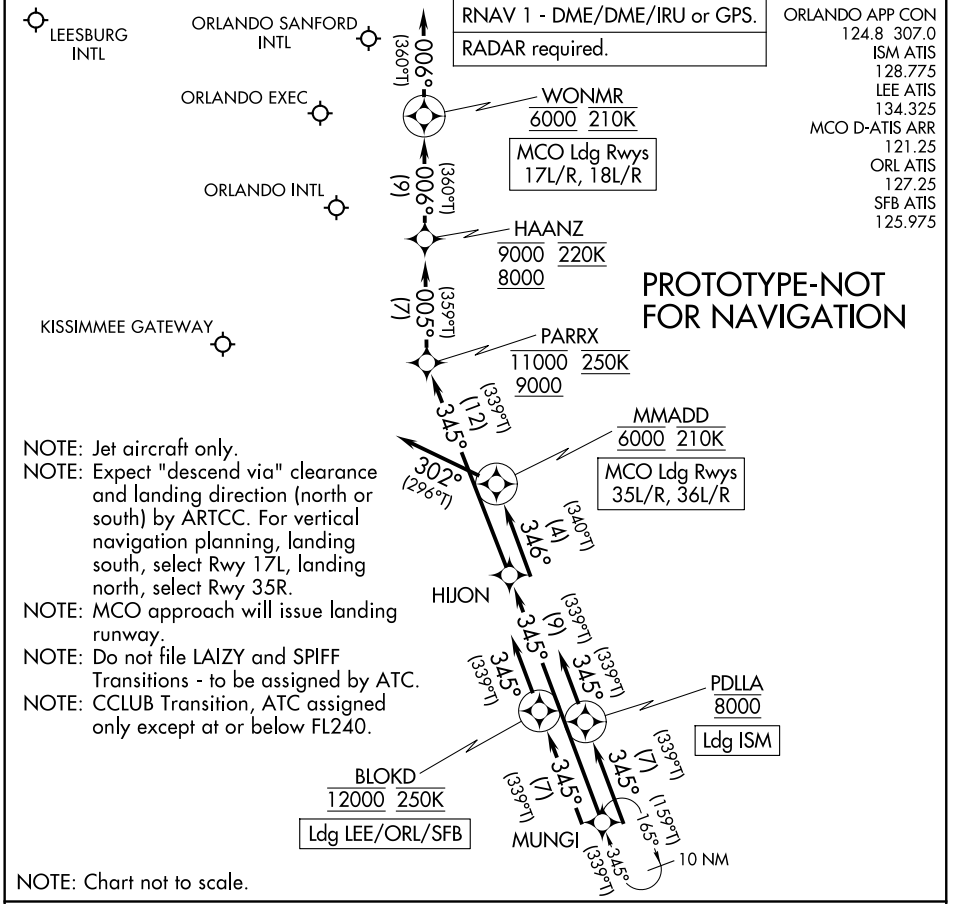 LEESBURG
INTL
ORLANDO SANFORD
INTL
006°
(360°T)
RNAV 1 - DME/DME/IRU or GPS.
RADAR required.
ORLANDO APP CON
124.8 307.0
ISM ATIS
128.775
LEE ATIS
134.325
MCO D-ATIS ARR
121.25
ORL ATIS
127.25
SFB ATIS
125.975
ORLANDO EXEC
WONMR
6000 210K
MCO Ldg Rwys
17L/R, 18L/R
ORLANDO INTL
006°
(9)
(360°T)
HAANZ
9000 220K
8000
PROTOTYPE-NOT
FOR NAVIGATION
005°
(7)
(359°T)
KISSIMMEE GATEWAY
PARRX
11000 250K
9000
345°
(12)
(339°T)
MMADD
6000 210K
MCO Ldg Rwys
35L/R, 36L/R
302°
(296°T)
346°
(4)
(340°T)
NOTE: Jet aircraft only.
NOTE: Expect "descend via" clearance
and landing direction (north or
south) by ARTCC. For vertical
navigation planning, landing
south, select Rwy 17L, landing
north, select Rwy 35R.
NOTE: MCO approach will issue landing
runway.
NOTE: Do not file LAIZY and SPIFF
Transitions - to be assigned by ATC.
NOTE: CCLUB Transition, ATC assigned
only except at or below FL240.
HIJON
345°
(9)
(339°T)
345°
(339°T)
345°
(339°T)
PDLLA
8000
Ldg ISM
BLOKD
12000 250K
Ldg LEE/ORL/SFB
345°
(7)
(339°T)
345°
(7)
(339°T)
MUNGI
165°
(159°T)
345°
(339°T)
10 NM
NOTE: Chart not to scale.